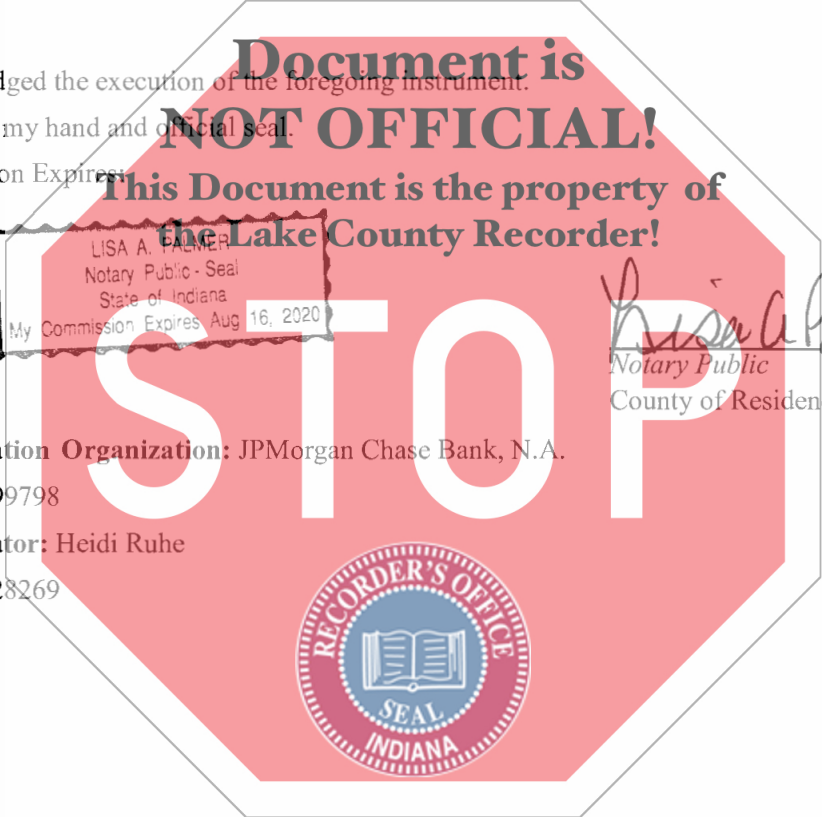 Document is
dged the execution of the foregoing instrument.
NOT OFFICIAL!
my hand and official seal.
on Expires:
This Document is the property of
the Lake County Recorder!
LISA A. PALMER
Notary Public - Seal
State of Indiana
My Commission Expires Aug 16, 2020
STOP
Lisa A P
Notary Public
County of Residen
tion Organization: JPMorgan Chase Bank, N.A.
99798
tor: Heidi Ruhe
28269
RECORDER'S OFFICE
SEAL
INDIANA